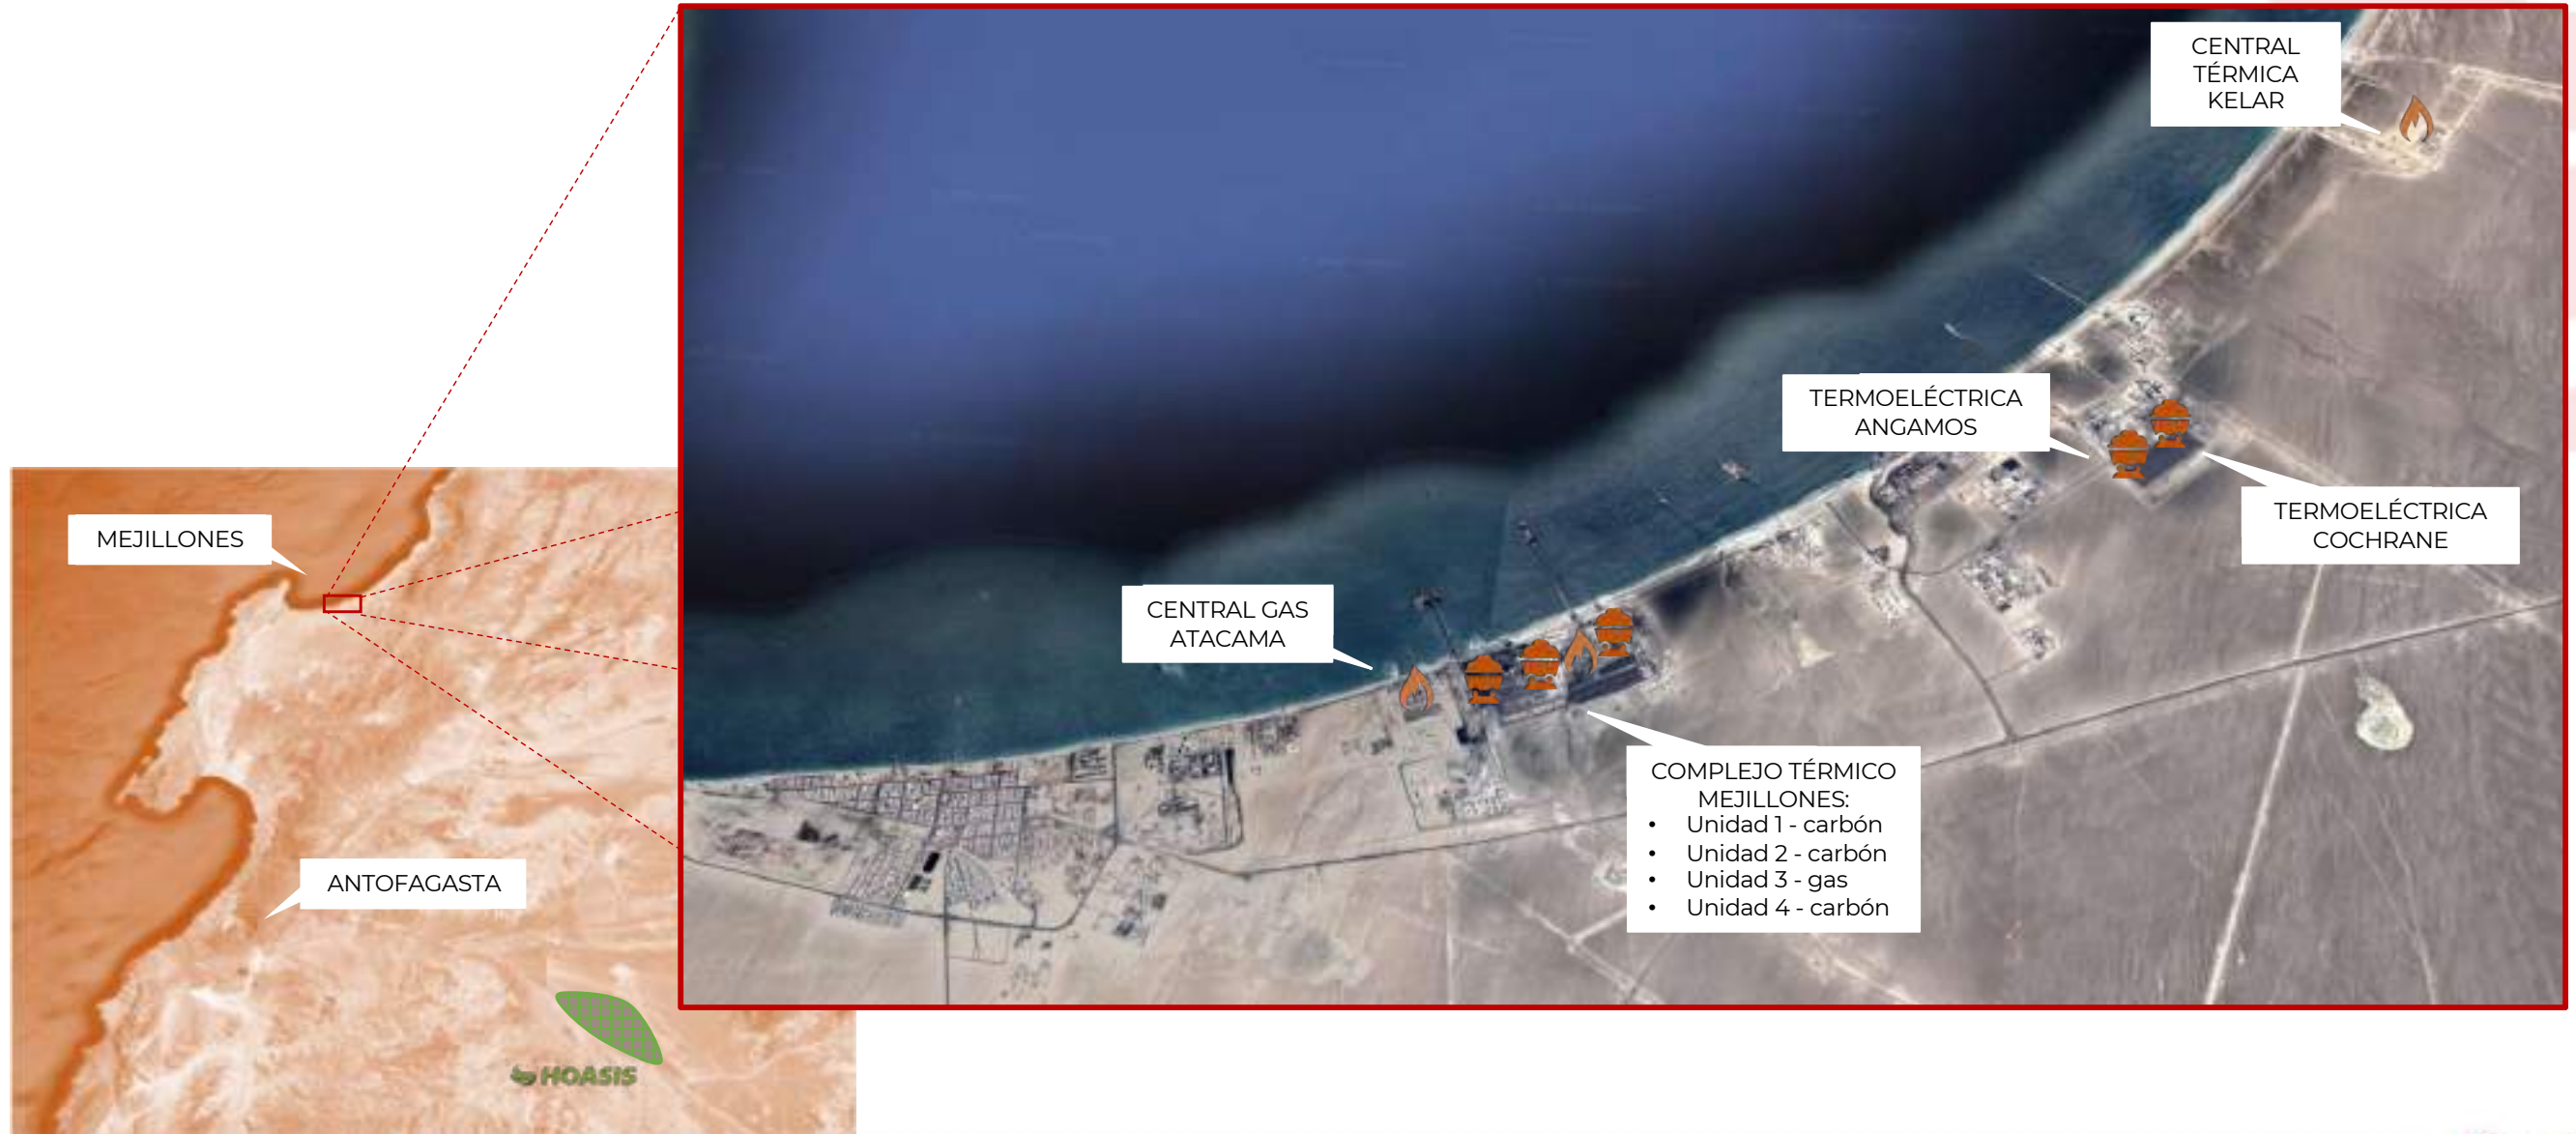 CENTRAL
TÉRMICA
KELAR
TERMOELÉCTRICA
ANGAMOS
TERMOELÉCTRICA
COCHRANE
MEJILLONES
CENTRAL GAS
ATACAMA
COMPLEJO TÉRMICO
MEJILLONES:
• Unidad 1 - carbón
• Unidad 2 - carbón
• Unidad 3 - gas
• Unidad 4 - carbón
ANTOFAGASTA
HOASIS